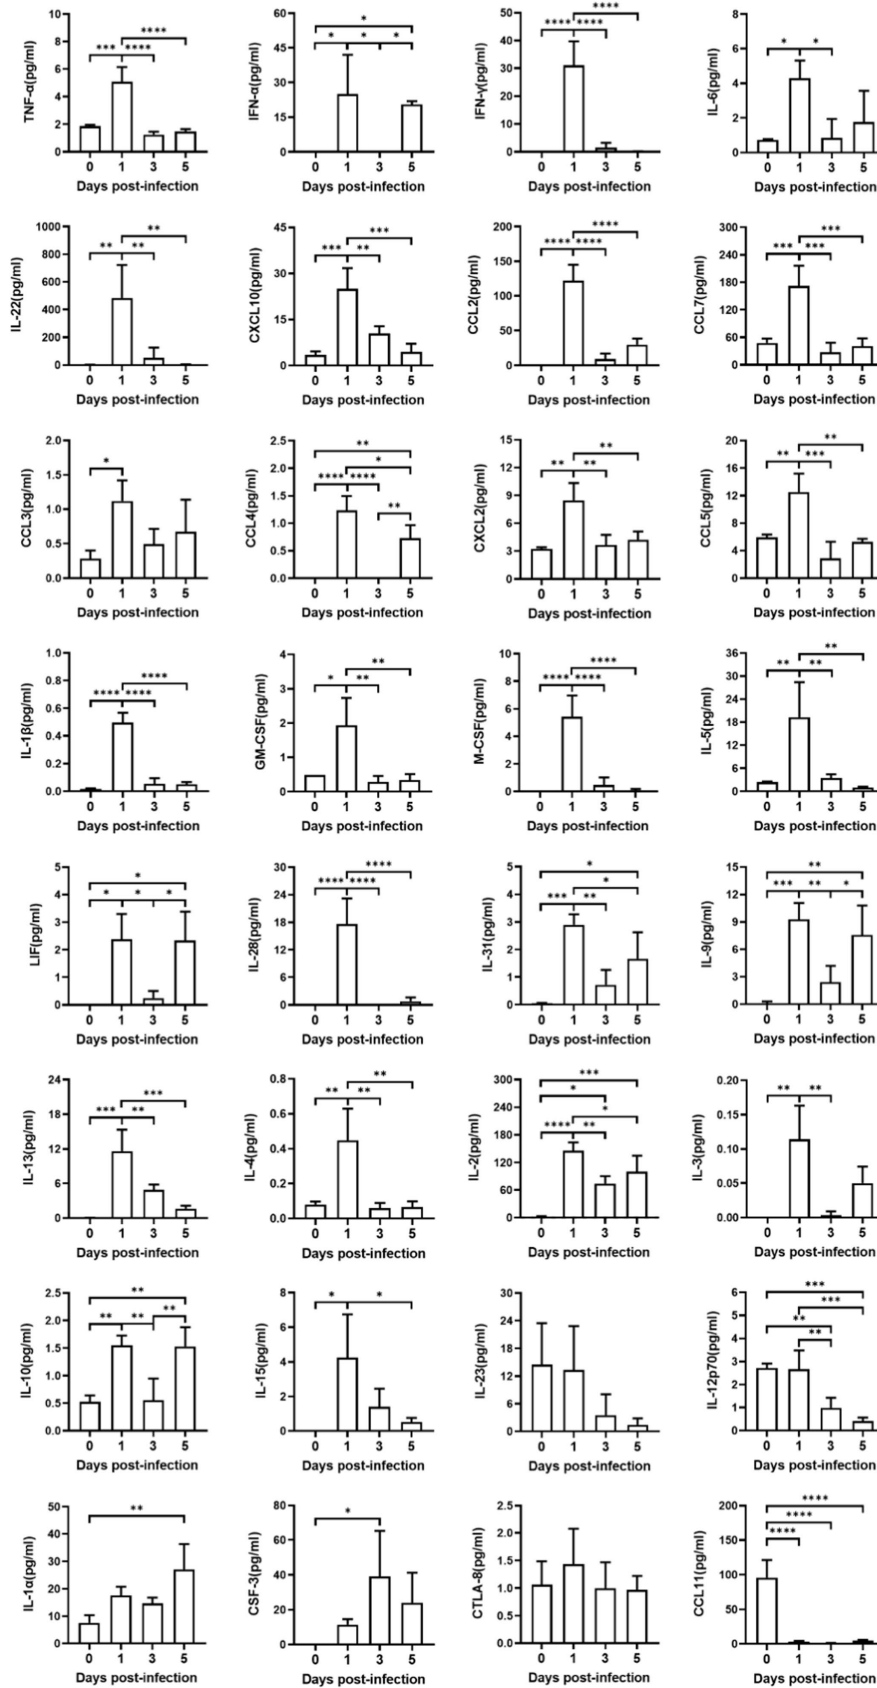 TNF-α(pg/ml)
10
8
6
4
2
0
*** ****
****
0 1 3 5
Days post-infection
IFN-α(pg/ml)
60
45
30
15
0
*
* * *
0 1 3 5
Days post-infection
IFN-γ(pg/ml)
50
40
30
20
10
0
****
**** ****
0 1 3 5
Days post-infection
IL-6(pg/ml)
8
6
4
2
0
* *
0 1 3 5
Days post-infection
IL-22(pg/ml)
1000
800
600
400
200
0
**
** **
0 1 3 5
Days post-infection
CXCL10(pg/ml)
45
30
15
0
***
*** **
0 1 3 5
Days post-infection
CCL2(pg/ml)
200
150
100
50
0
****
**** ****
0 1 3 5
Days post-infection
CCL7(pg/ml)
300
240
180
120
60
0
***
*** ***
0 1 3 5
Days post-infection
CCL3(pg/ml)
2.5
2.0
1.5
1.0
0.5
0.0
*
0 1 3 5
Days post-infection
CCL4(pg/ml)
2.5
2.0
1.5
1.0
0.5
0.0
**
*
**** ****
**
0 1 3 5
Days post-infection
CXCL2(pg/ml)
15
12
9
6
3
0
**
** **
0 1 3 5
Days post-infection
CCL5(pg/ml)
20
16
12
8
4
0
**
** ***
0 1 3 5
Days post-infection
IL-1β(pg/ml)
1.0
0.8
0.6
0.4
0.2
0.0
****
**** ****
0 1 3 5
Days post-infection
GM-CSF(pg/ml)
4
3
2
1
0
**
* **
0 1 3 5
Days post-infection
M-CSF(pg/ml)
10
8
6
4
2
0
****
**** ****
0 1 3 5
Days post-infection
IL-5(pg/ml)
36
30
24
18
12
6
0
**
** **
0 1 3 5
Days post-infection
LIF(pg/ml)
5
4
3
2
1
0
*
* * *
0 1 3 5
Days post-infection
IL-28(pg/ml)
30
24
18
12
6
0
****
**** ****
0 1 3 5
Days post-infection
IL-31(pg/ml)
5
4
3
2
1
0
*
*
*** **
0 1 3 5
Days post-infection
IL-9(pg/ml)
15
12
9
6
3
0
**
*** ** *
0 1 3 5
Days post-infection
IL-13(pg/ml)
24
18
12
6
0
***
*** **
0 1 3 5
Days post-infection
IL-4(pg/ml)
0.8
0.6
0.4
0.2
0.0
**
** **
0 1 3 5
Days post-infection
IL-2(pg/ml)
300
240
180
120
60
0
***
*
*
**** **
0 1 3 5
Days post-infection
IL-3(pg/ml)
0.20
0.15
0.10
0.05
0.00
** **
0 1 3 5
Days post-infection
IL-10(pg/ml)
2.5
2.0
1.5
1.0
0.5
0.0
**
** ** **
0 1 3 5
Days post-infection
IL-15(pg/ml)
8
6
4
2
0
* *
0 1 3 5
Days post-infection
IL-23(pg/ml)
30
24
18
12
6
0
0 1 3 5
Days post-infection
IL-12p70(pg/ml)
6
5
4
3
2
1
0
***
***
**
**
0 1 3 5
Days post-infection
IL-1α(pg/ml)
50
40
30
20
10
0
**
0 1 3 5
Days post-infection
CSF-3(pg/ml)
80
60
40
20
0
*
0 1 3 5
Days post-infection
CTLA-8(pg/ml)
2.5
2.0
1.5
1.0
0.5
0.0
0 1 3 5
Days post-infection
CCL11(pg/ml)
200
150
100
50
0
****
****
****
0 1 3 5
Days post-infection